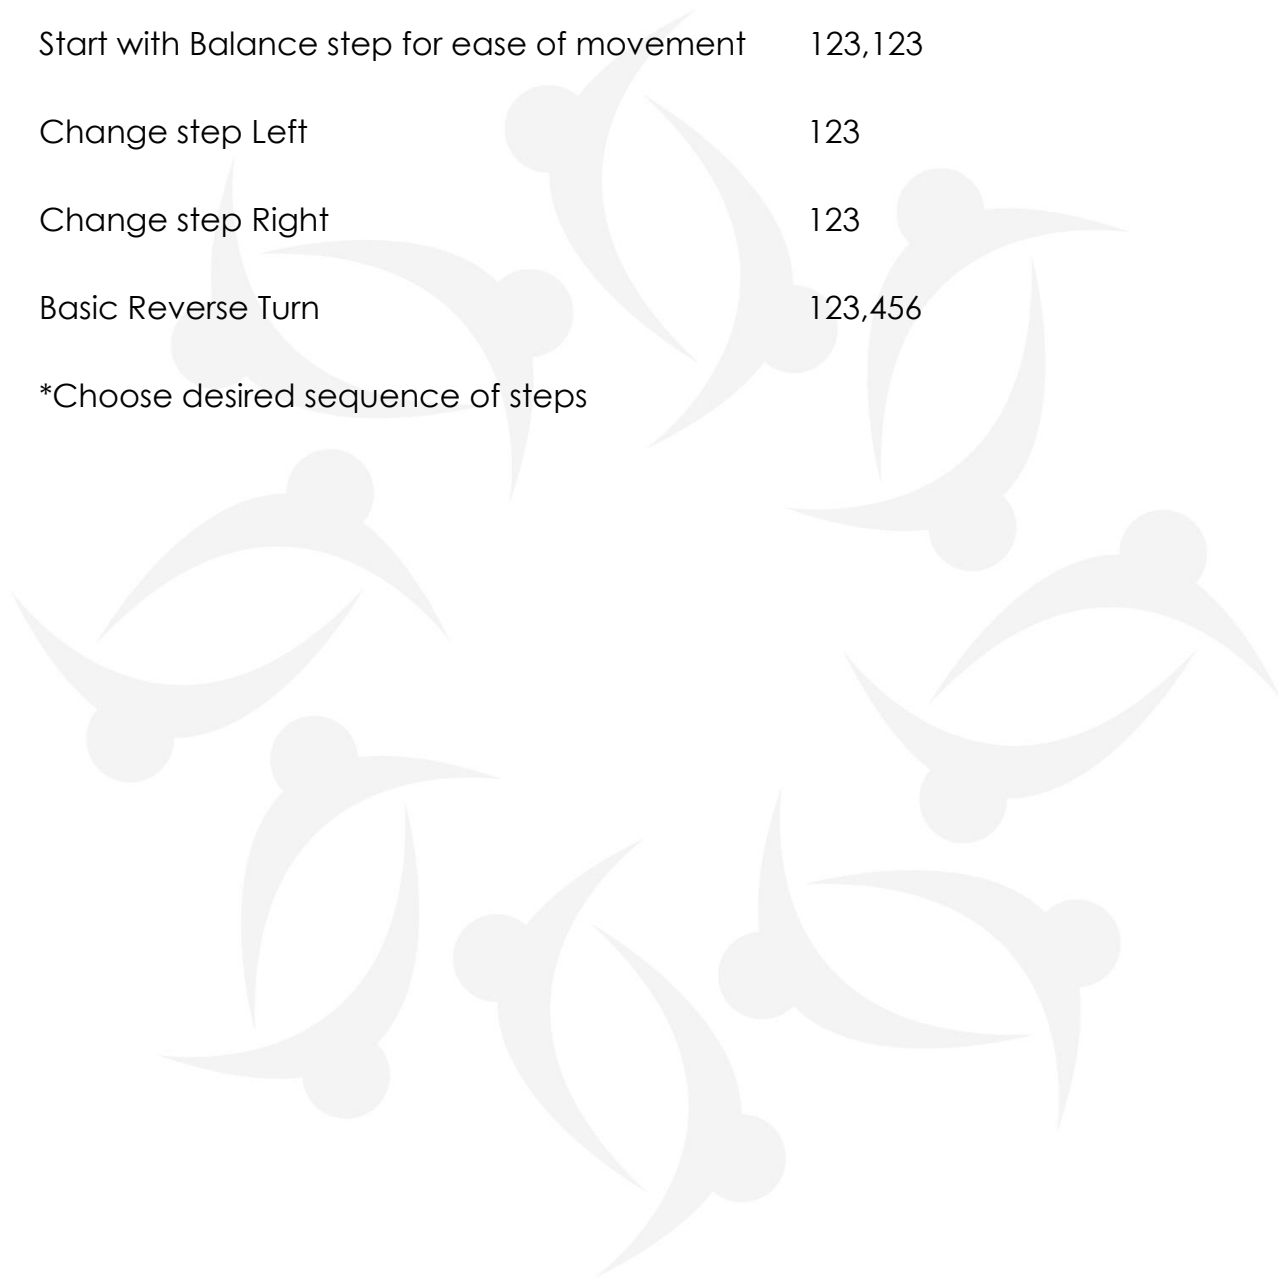 Start with Balance step for ease of movement 123,123
Change step Left 123
Change step Right 123
Basic Reverse Turn 123,456
*Choose desired sequence of steps